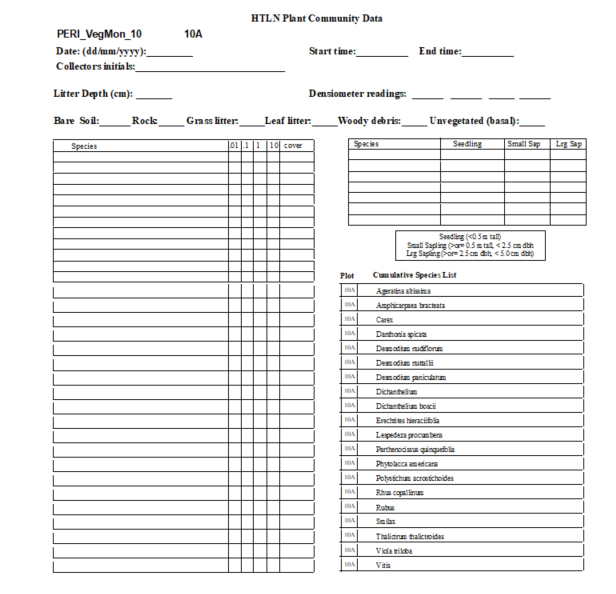 HTLN Plant Community Data
PERI_VegMon_10 10A
Date: (dd/mm/yyyy):_________ Start time:__________ End time:__________
Collectors initials:_____________________________
Litter Depth (cm): _______ Densiometer readings: ______ ______ _____ ______
Bare Soil:______ Rock:_____ Grass litter:_____ Leaf litter:_____ Woody debris:_____ Unvegetated (basal):_____
Species .01 .1 1 10 cover
Species Seedling Small Sap Lrg Sap
Seedling (<0.5 m tall)
Small Sapling (>or= 0.5 m tall, < 2.5 cm dbh
Lrg Sapling (>or= 2.5 cm dbh, < 5.0 cm dbh)
Plot Cumulative Species List
10A Ageratina altissima
10A Amphicarpaea bracteata
10A Carex
10A Danthonia spicata
10A Desmodium nudiflorum
10A Desmodium nuttallii
10A Desmodium paniculatum
10A Dichanthelium
10A Dichanthelium boscii
10A Erechtites hieraciifolia
10A Lespedeza procumbens
10A Parthenocissus quinquefolia
10A Phytolacca americana
10A Polystichum acrostichoides
10A Rhus copallinum
10A Rubus
10A Smilax
10A Thalictrum thalictroides
10A Viola triloba
10A Vitis